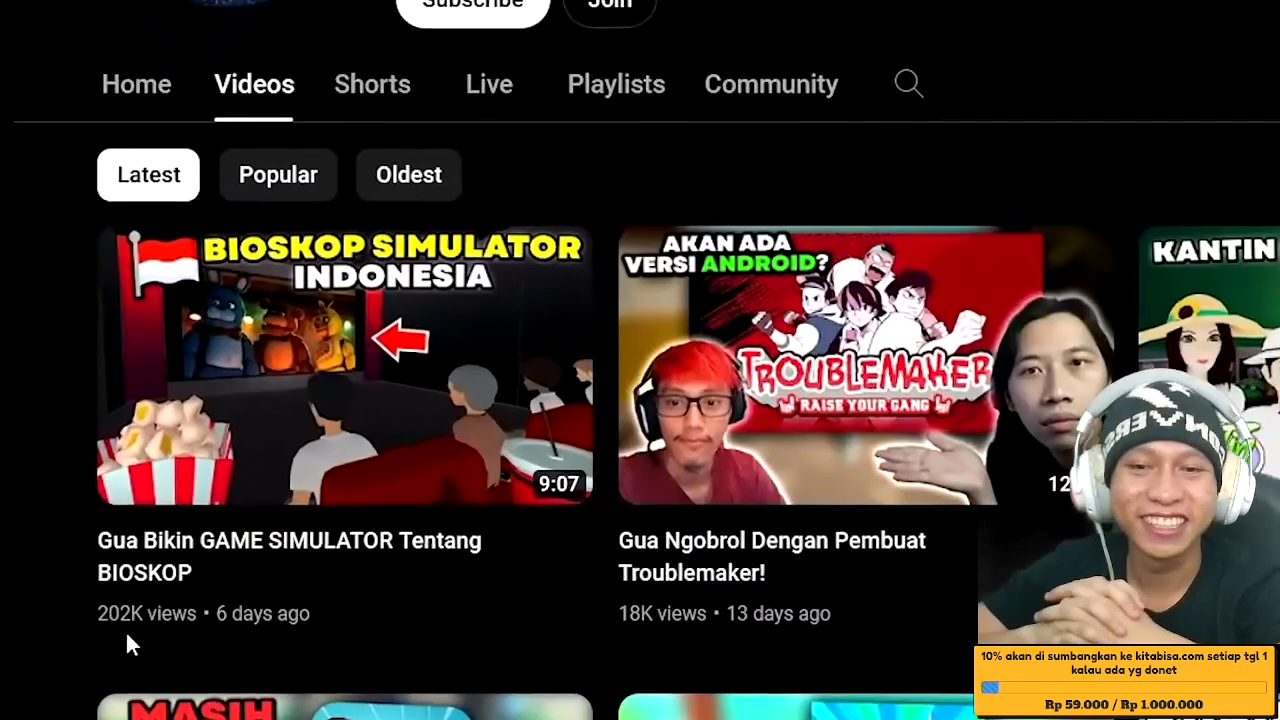 Subscribe
Join
Home
Videos
Shorts
Live
Playlists
Community
Latest
Popular
Oldest
BIOSKOP SIMULATOR
INDONESIA
9:07
AKAN ADA
VERSI ANDROID?
TROUBLEMAKER
RAISE YOUR GANG
12
KANTIN
Gua Bikin GAME SIMULATOR Tentang
BIOSKOP
202K views • 6 days ago
Gua Ngobrol Dengan Pembuat
Troublemaker!
18K views • 13 days ago
MASIH
10% akan di sumbangkan ke kitabisa.com setiap tgl 1
kalau ada yg donet
Rp 59.000 / Rp 1.000.000